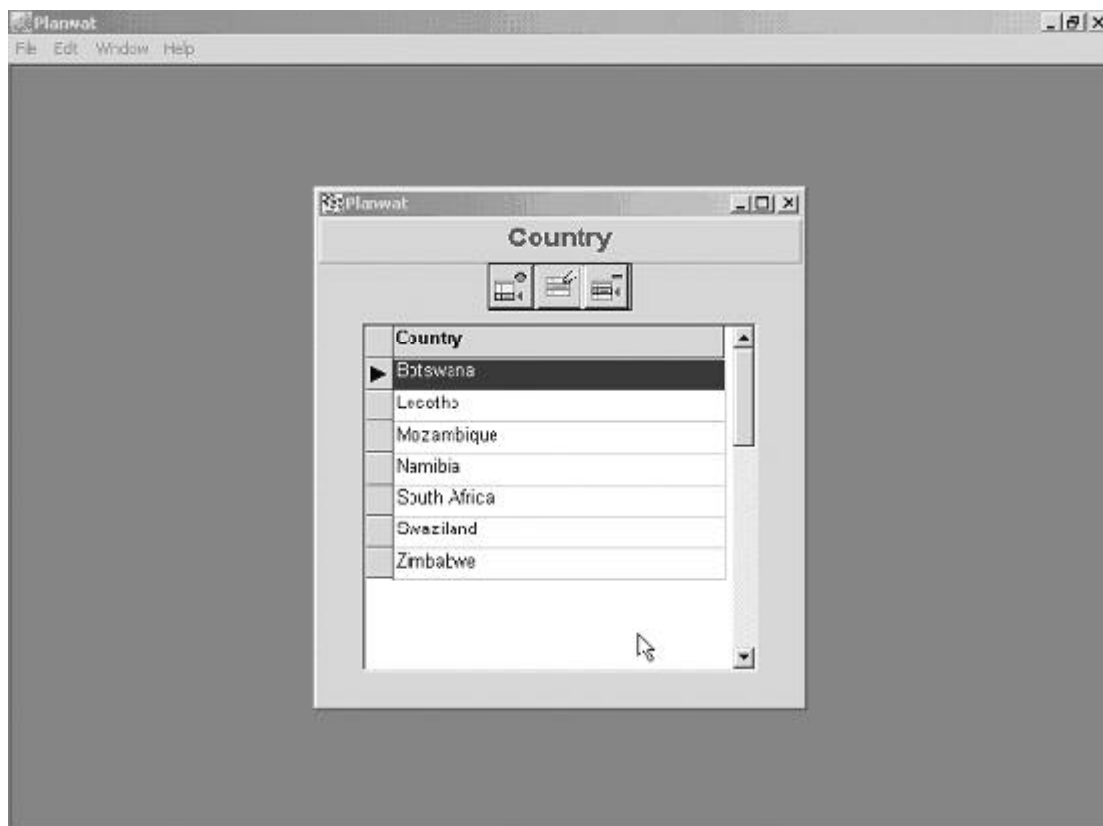 Planwat
File Edit Window Help
Planwat
Country
Country
Botswana
Lesotho
Mozambique
Namibia
South Africa
Swaziland
Zimbabwe